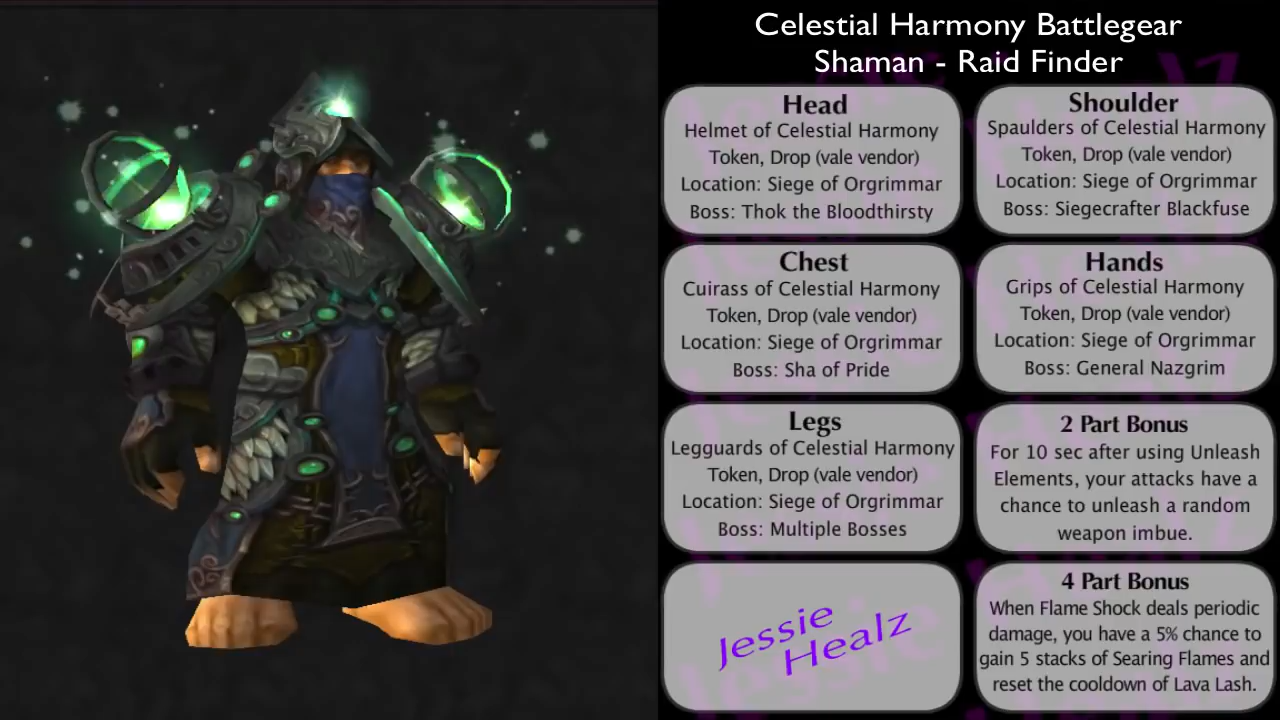 Celestial Harmony Battlegear
Shaman - Raid Finder
Head
Helmet of Celestial Harmony
Token, Drop (vale vendor)
Location: Siege of Orgrimmar
Boss: Thok the Bloodthirsty
Shoulder
Spaulders of Celestial Harmony
Token, Drop (vale vendor)
Location: Siege of Orgrimmar
Boss: Siegecrafter Blackfuse
Chest
Cuirass of Celestial Harmony
Token, Drop (vale vendor)
Location: Siege of Orgrimmar
Boss: Sha of Pride
Hands
Grips of Celestial Harmony
Token, Drop (vale vendor)
Location: Siege of Orgrimmar
Boss: General Nazgrim
Legs
Legguards of Celestial Harmony
Token, Drop (vale vendor)
Location: Siege of Orgrimmar
Boss: Multiple Bosses
2 Part Bonus
For 10 sec after using Unleash
Elements, your attacks have a
chance to unleash a random
weapon imbue.
Jessie
Healz
4 Part Bonus
When Flame Shock deals periodic
damage, you have a 5% chance to
gain 5 stacks of Searing Flames and
reset the cooldown of Lava Lash.